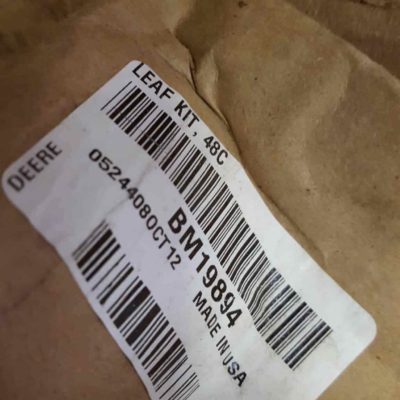 LEAF KIT, 48C
DEERE
BM19894
05244080CT12
MADE IN USA